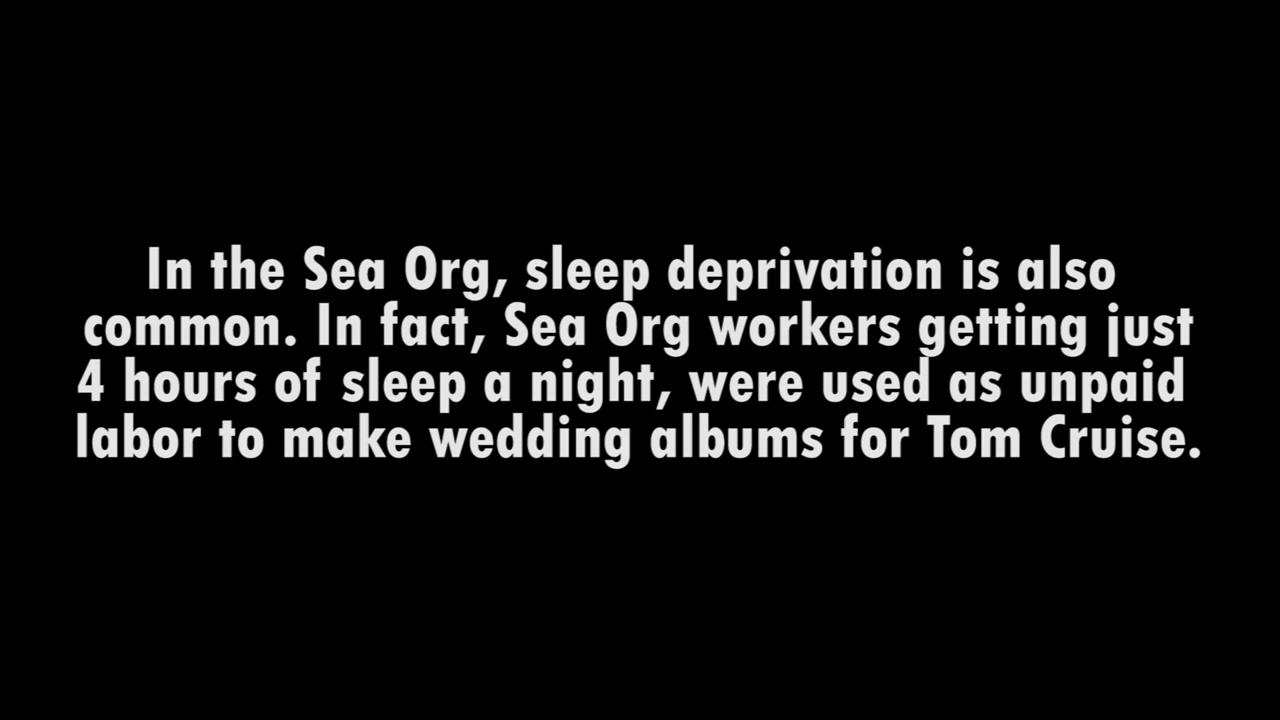 In the Sea Org, sleep deprivation is also
common. In fact, Sea Org workers getting just
4 hours of sleep a night, were used as unpaid
labor to make wedding albums for Tom Cruise.